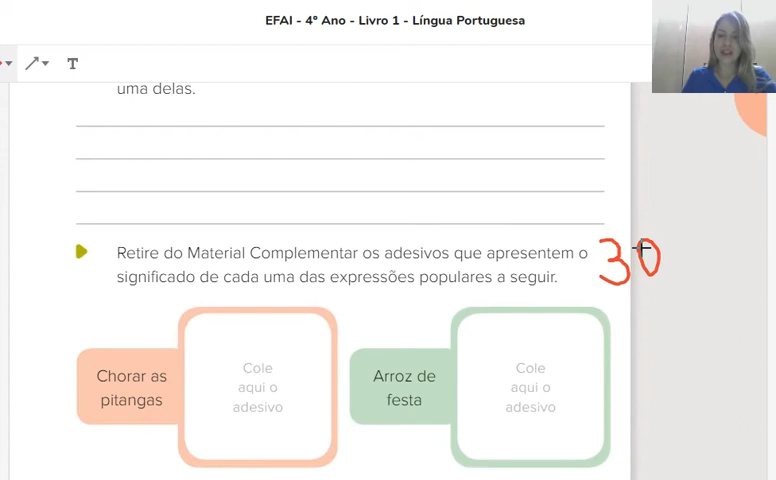 EFAI - 4º Ano - Livro 1 - Língua Portuguesa
T
uma delas.
Retire do Material Complementar os adesivos que apresentem o 30
significado de cada uma das expressões populares a seguir.
Chorar as
pitangas
Cole
aqui o
adesivo
Arroz de
festa
Cole
aqui o
adesivo